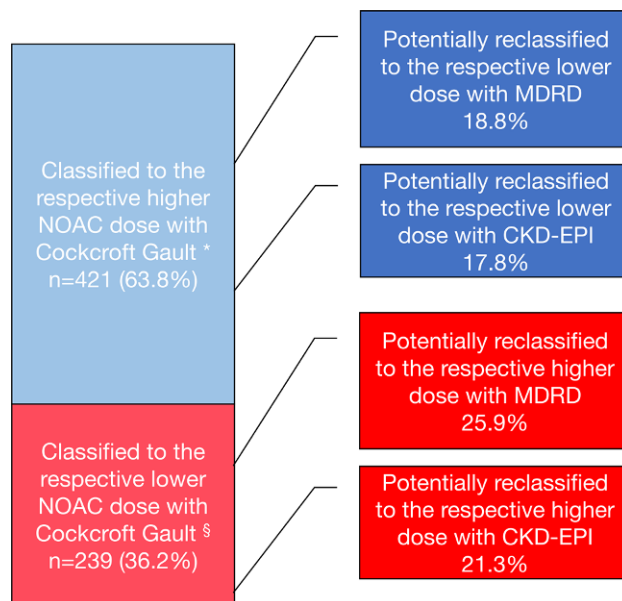 Classified to the
respective higher
NOAC dose with
Cockcroft Gault *
n=421 (63.8%)
Classified to the
respective lower
NOAC dose with
Cockcroft Gault §
n=239 (36.2%)
Potentially reclassified
to the respective lower
dose with MDRD
18.8%
Potentially reclassified
to the respective lower
dose with CKD-EPI
17.8%
Potentially reclassified
to the respective higher
dose with MDRD
25.9%
Potentially reclassified
to the respective higher
dose with CKD-EPI
21.3%